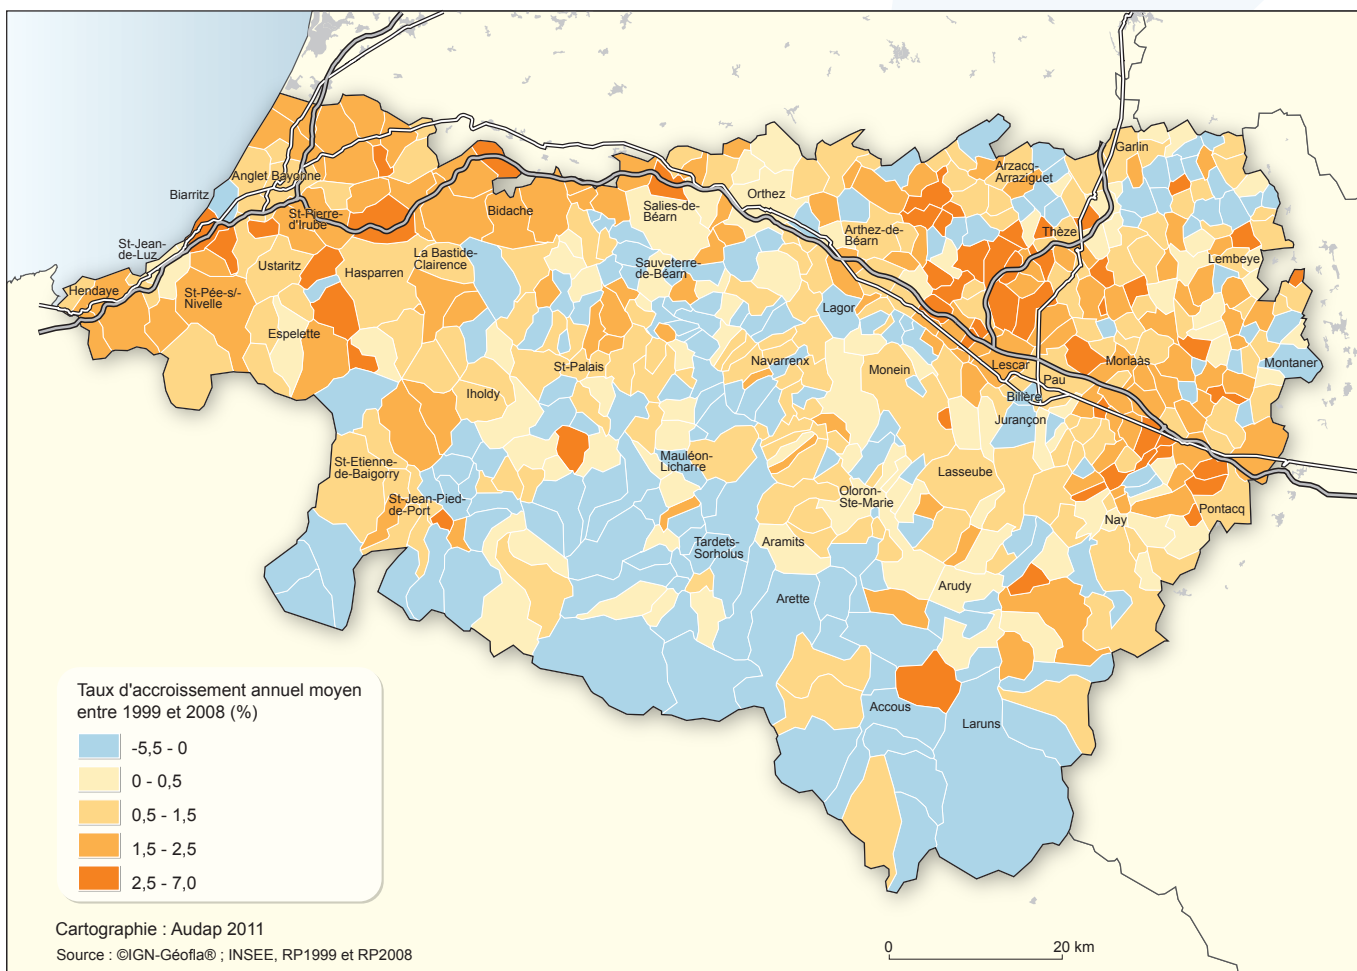 Garlin
Arzacq-
Arraziguet
Anglet Bayonne
Biarritz
Orthez
Salies-de-
Béarn
Bidache
St-Pierre-
d'Irube
Arthez-de-
Béarn
Thèze
St-Jean-
de-Luz
La Bastide-
Clairence
Ustaritz
Hasparren
Sauveterre-
de-Béarn
Lembeye
Hendaye
St-Pée-s/-
Nivelle
Lagor
Espelette
St-Palais
Navarrenx
Monein
Lescar
Morlaàs
Montaner
Pau
Iholdy
Billère
Jurançon
Mauléon-
Licharre
St-Etienne-
de-Baigorry
Lasseube
St-Jean-Pied-
de-Port
Oloron-
Ste-Marie
Pontacq
Nay
Tardets-
Sorholus
Aramits
Arudy
Arette
Accous
Laruns
Taux d'accroissement annuel moyen
entre 1999 et 2008 (%)
-5,5 - 0
0 - 0,5
0,5 - 1,5
1,5 - 2,5
2,5 - 7,0
Cartographie : Audap 2011
Source : ©IGN-Géofla® ; INSEE, RP1999 et RP2008
0 20 km